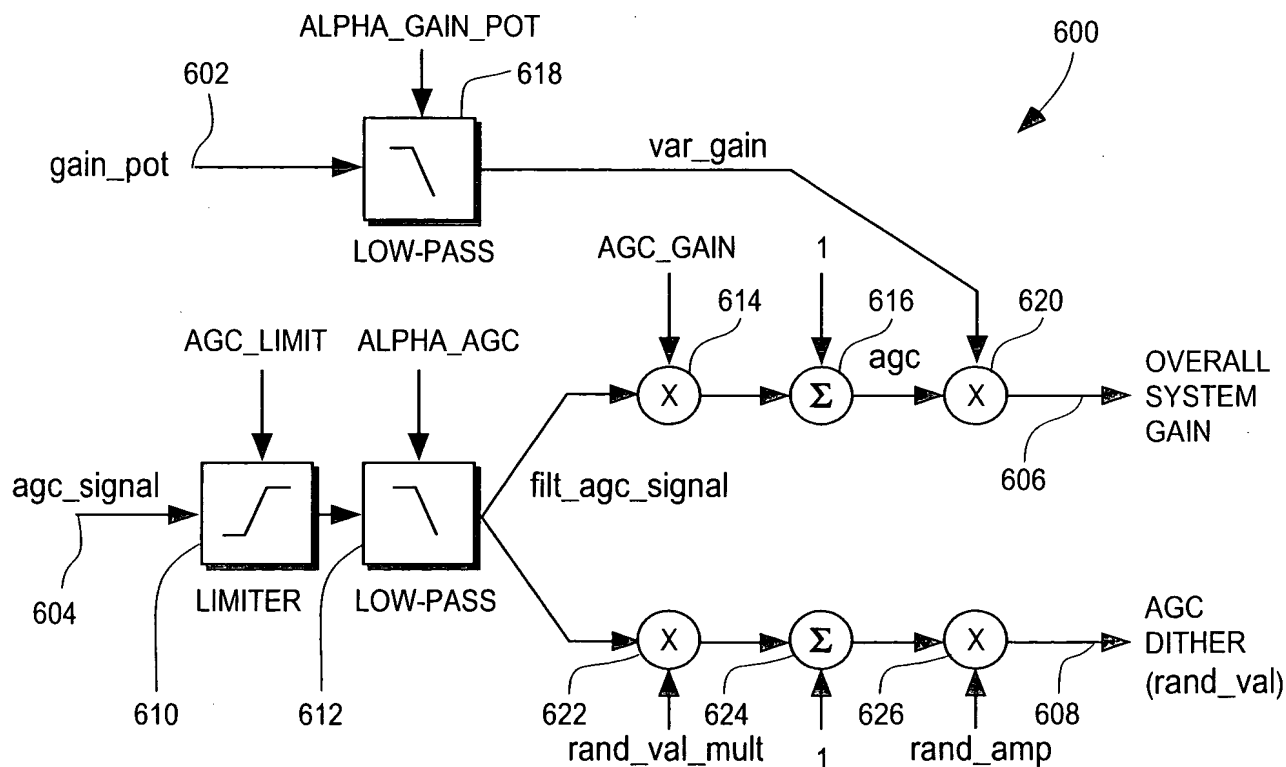 ALPHA_GAIN_POT
600
602
618
gain_pot
var_gain
LOW-PASS
AGC_GAIN
1
614
616
620
AGC_LIMIT
ALPHA_AGC
agc
X
Σ
X
OVERALL
SYSTEM
GAIN
606
agc_signal
filt_agc_signal
604
LIMITER
LOW-PASS
X
Σ
X
AGC
DITHER
(rand_val)
610
612
622
624
626
608
rand_val_mult
1
rand_amp